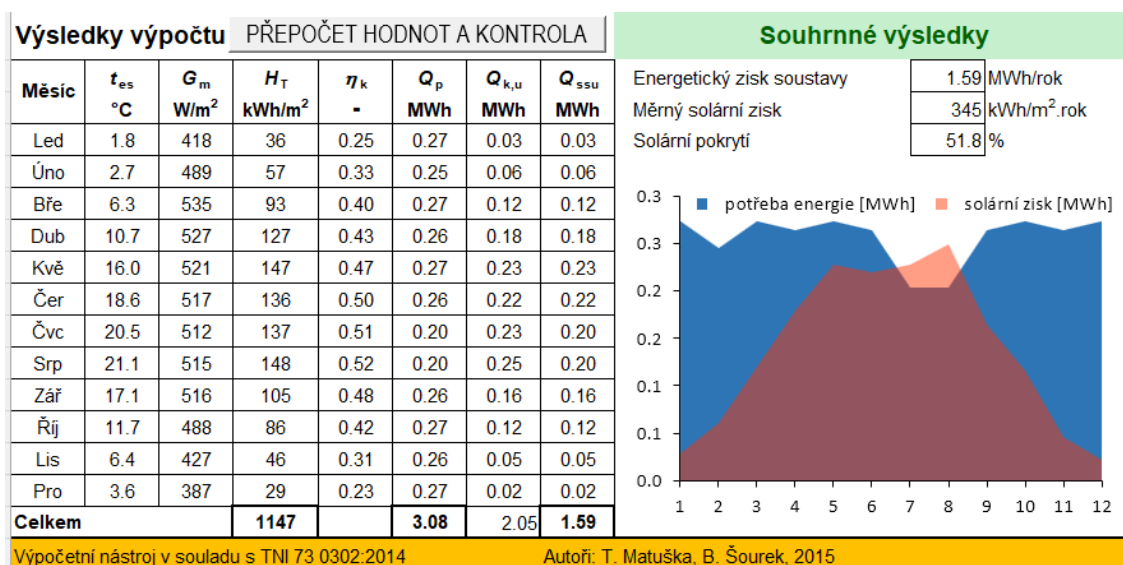 Výsledky výpočtu PŘEPOČET HODNOT A KONTROLA
Měsíc tes Gm HT ηk Qp Qk,u Qssu
°C W/m² kWh/m² - MWh MWh MWh
Led 1.8 418 36 0.25 0.27 0.03 0.03
Úno 2.7 489 57 0.33 0.25 0.06 0.06
Bře 6.3 535 93 0.40 0.27 0.12 0.12
Dub 10.7 527 127 0.43 0.26 0.18 0.18
Kvě 16.0 521 147 0.47 0.27 0.23 0.23
Čer 18.6 517 136 0.50 0.26 0.22 0.22
Čvc 20.5 512 137 0.51 0.20 0.23 0.20
Srp 21.1 515 148 0.52 0.20 0.25 0.20
Zář 17.1 516 105 0.48 0.26 0.16 0.16
Říj 11.7 488 86 0.42 0.27 0.12 0.12
Lis 6.4 427 46 0.31 0.26 0.05 0.05
Pro 3.6 387 29 0.23 0.27 0.02 0.02
Celkem 1147 3.08 2.05 1.59
Souhrnné výsledky
Energetický zisk soustavy 1.59 MWh/rok
Měrný solární zisk 345 kWh/m².rok
Solární pokrytí 51.8 %
potřeba energie [MWh] solární zisk [MWh]
0.3
0.3
0.2
0.2
0.1
0.1
0.0
1 2 3 4 5 6 7 8 9 10 11 12
Výpočetní nástroj v souladu s TNI 73 0302:2014 Autoři: T. Matuška, B. Šourek, 2015